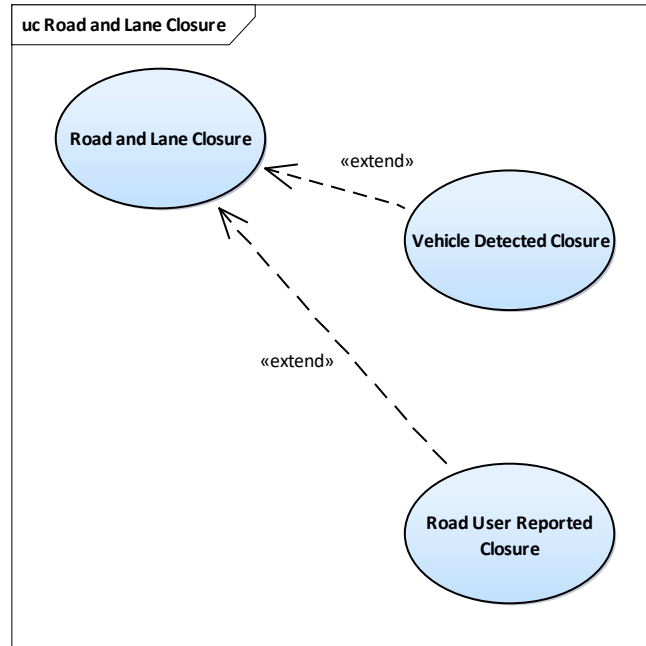 uc Road and Lane Closure
Road and Lane Closure
«extend»
Vehicle Detected Closure
«extend»
Road User Reported
Closure